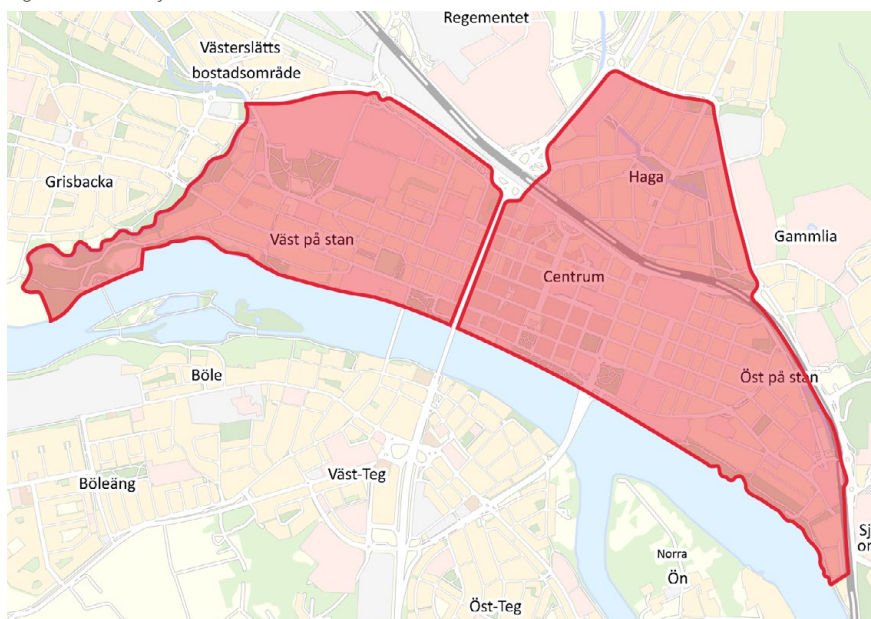 Regementet
Västerslätts
bostadsområde
Grisbacka
Haga
Väst på stan
Gammlia
Centrum
Öst på stan
Böle
Väst-Teg
Böleäng
Norra
Ön
Öst-Teg